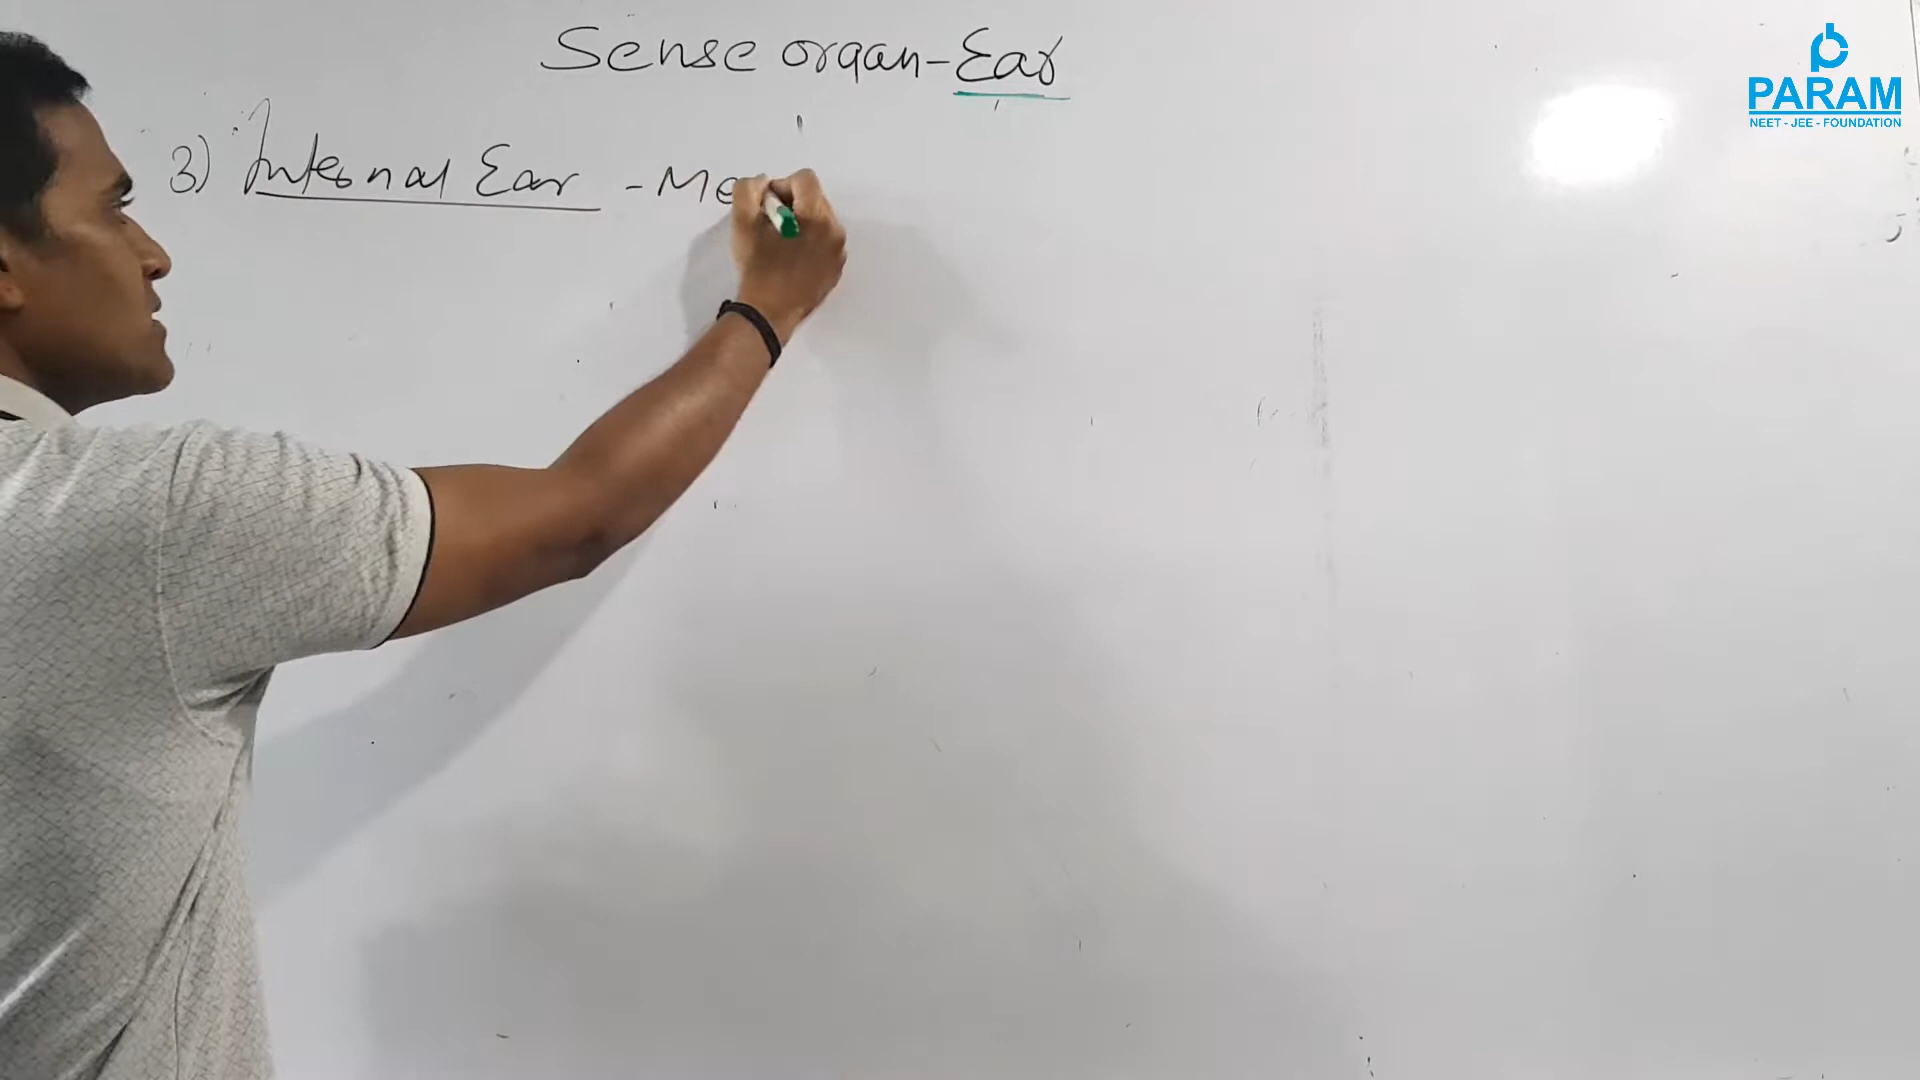 Sense organ-Ear
3) Internal Ear - Me
PARAM
NEET - JEE - FOUNDATION